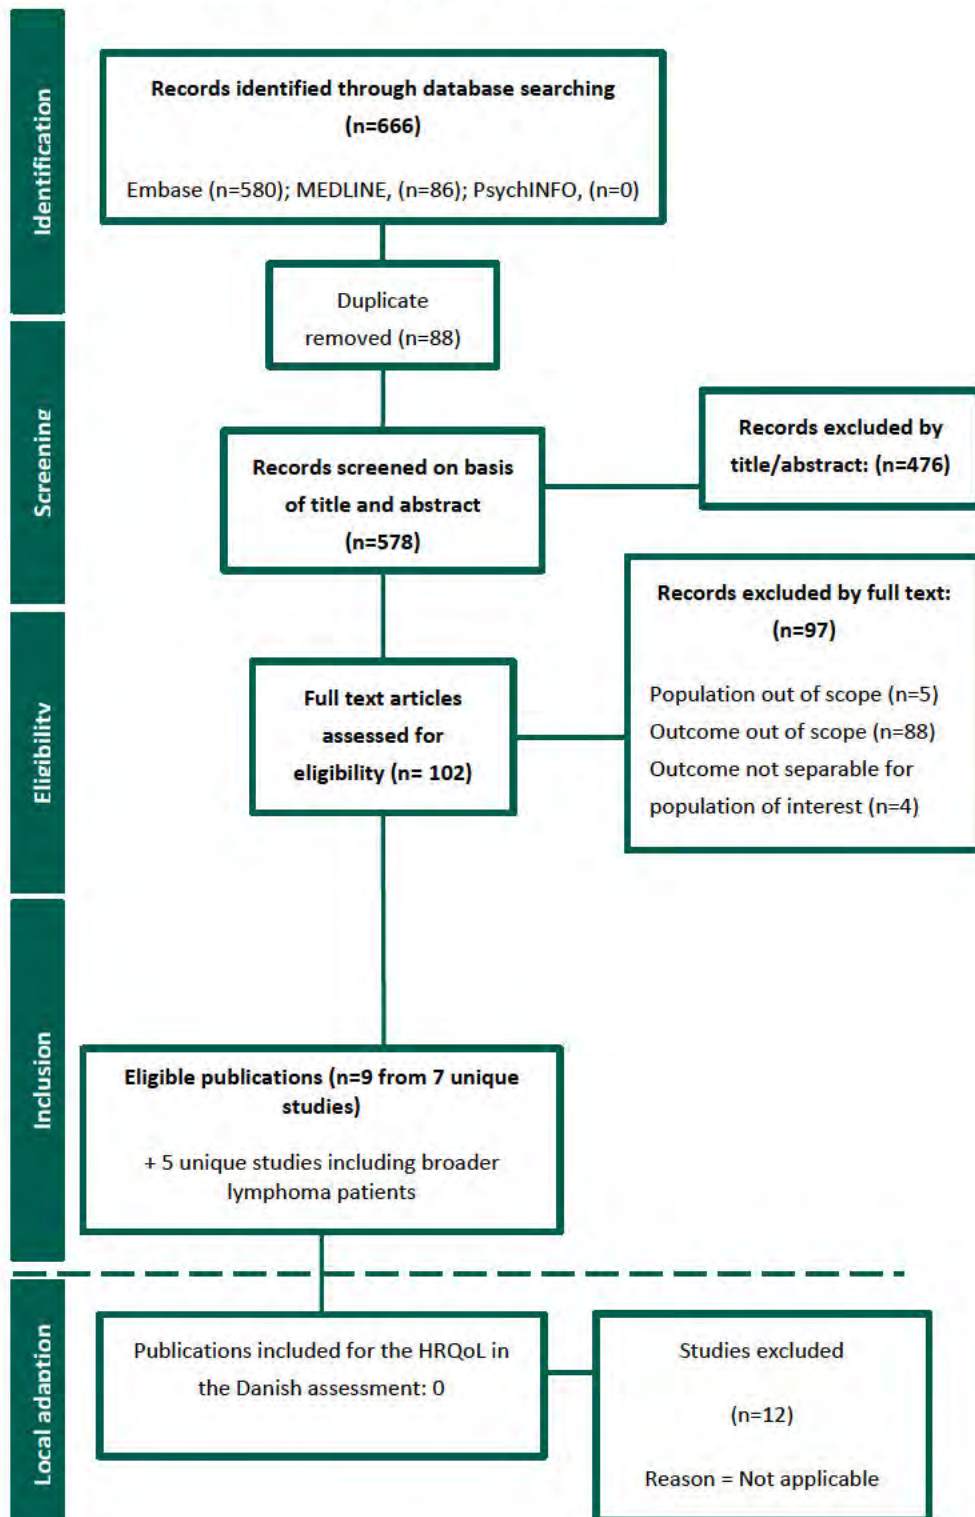 Identification
Records identified through database searching
(n=666)
Embase (n=580); MEDLINE, (n=86); PsychINFO, (n=0)
Duplicate
removed (n=88)
Screening
Records screened on basis
of title and abstract
(n=578)
Records excluded by
title/abstract: (n=476)
Eligibility
Full text articles
assessed for
eligibility (n= 102)
Records excluded by full text:
(n=97)
Population out of scope (n=5)
Outcome out of scope (n=88)
Outcome not separable for
population of interest (n=4)
Inclusion
Eligible publications (n=9 from 7 unique
studies)
+ 5 unique studies including broader
lymphoma patients
Local adaption
Publications included for the HRQoL in
the Danish assessment: 0
Studies excluded
(n=12)
Reason = Not applicable